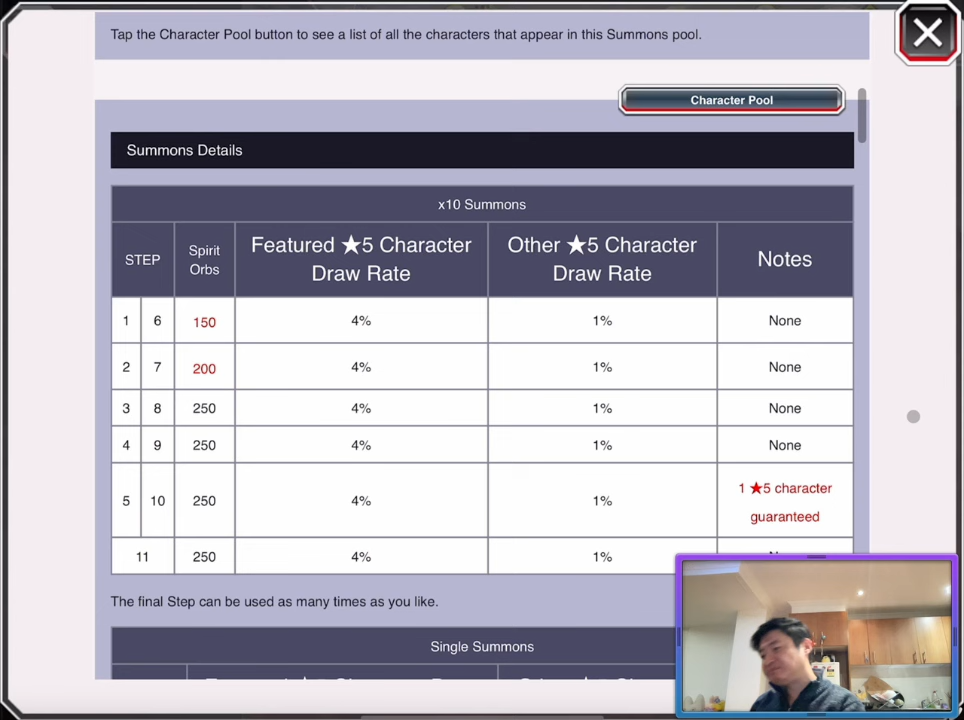 Tap the Character Pool button to see a list of all the characters that appear in this Summons pool.
Character Pool
Summons Details
x10 Summons
STEP Spirit Orbs Featured ★5 Character Draw Rate Other ★5 Character Draw Rate Notes
1 6 150 4% 1% None
2 7 200 4% 1% None
3 8 250 4% 1% None
4 9 250 4% 1% None
5 10 250 4% 1% 1 ★5 character guaranteed
11 250 4% 1%
The final Step can be used as many times as you like.
Single Summons